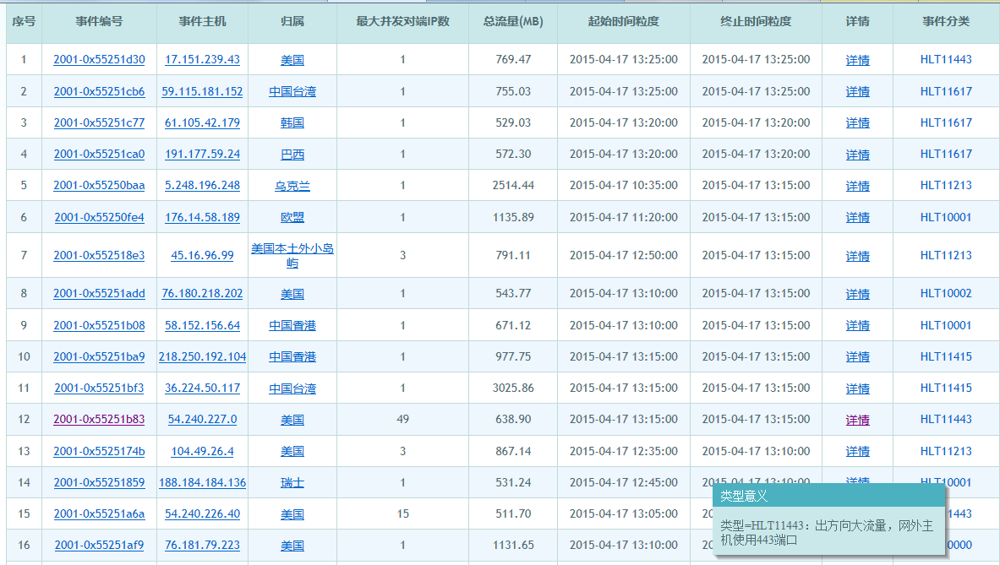 序号 事件编号 事件主机 归属 最大并发对端IP数 总流量(MB) 起始时间粒度 终止时间粒度 详情 事件分类
1 2001-0x55251d30 17.151.239.43 美国 1 769.47 2015-04-17 13:25:00 2015-04-17 13:25:00 详情 HLT11443
2 2001-0x55251cb6 59.115.181.152 中国台湾 1 755.03 2015-04-17 13:25:00 2015-04-17 13:25:00 详情 HLT11617
3 2001-0x55251c77 61.105.42.179 韩国 1 529.03 2015-04-17 13:20:00 2015-04-17 13:20:00 详情 HLT11617
4 2001-0x55251ca0 191.177.59.24 巴西 1 572.30 2015-04-17 13:20:00 2015-04-17 13:20:00 详情 HLT11617
5 2001-0x55250baa 5.248.196.248 乌克兰 1 2514.44 2015-04-17 10:35:00 2015-04-17 13:15:00 详情 HLT11213
6 2001-0x55250fe4 176.14.58.189 欧盟 1 1135.89 2015-04-17 11:20:00 2015-04-17 13:15:00 详情 HLT10001
7 2001-0x552518e3 45.16.96.99 美国本土外小岛屿 3 791.11 2015-04-17 12:50:00 2015-04-17 13:15:00 详情 HLT11213
8 2001-0x55251add 76.180.218.202 美国 1 543.77 2015-04-17 13:10:00 2015-04-17 13:15:00 详情 HLT10002
9 2001-0x55251b08 58.152.156.64 中国香港 1 671.12 2015-04-17 13:10:00 2015-04-17 13:15:00 详情 HLT10001
10 2001-0x55251ba9 218.250.192.104 中国香港 1 977.75 2015-04-17 13:15:00 2015-04-17 13:15:00 详情 HLT11415
11 2001-0x55251bf3 36.224.50.117 中国台湾 1 3025.86 2015-04-17 13:15:00 2015-04-17 13:15:00 详情 HLT11415
12 2001-0x55251b83 54.240.227.0 美国 49 638.90 2015-04-17 13:15:00 2015-04-17 13:15:00 详情 HLT11443
13 2001-0x5525174b 104.49.26.4 美国 3 867.14 2015-04-17 12:35:00 2015-04-17 13:10:00 详情 HLT11213
14 2001-0x55251859 188.184.184.136 瑞士 1 531.24 2015-04-17 12:45:00 2015-04-17 13:10:00 详情 HLT10001
15 2001-0x55251a6a 54.240.226.40 美国 15 511.70 2015-04-17 13:05:00 20 1443
16 2001-0x55251af9 76.181.79.223 美国 1 1131.65 2015-04-17 13:10:00 20 0000
类型意义
类型=HLT11443：出方向大流量，网外主
机使用443端口